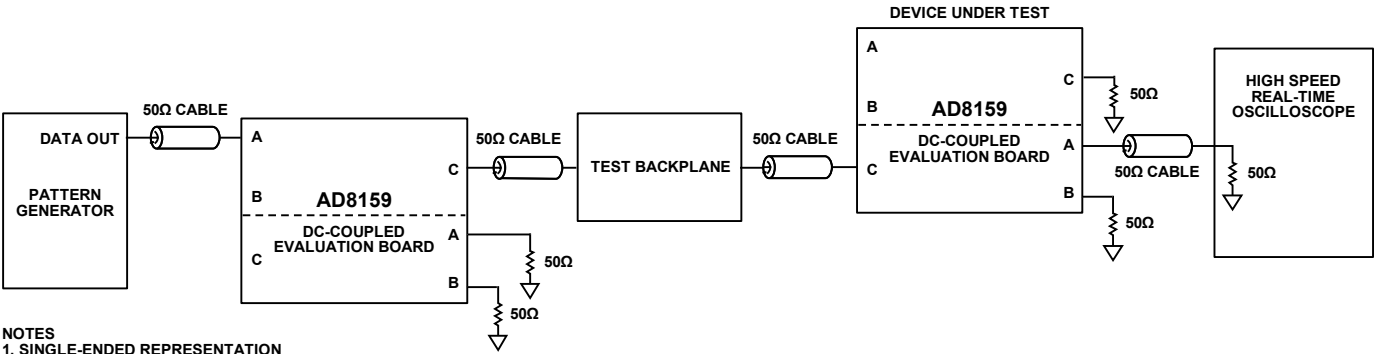 DEVICE UNDER TEST
PATTERN
GENERATOR
DATA OUT
50Ω CABLE
A
B
C
AD8159
DC-COUPLED
EVALUATION BOARD
C
A
B
50Ω
50Ω
50Ω CABLE
TEST BACKPLANE
50Ω CABLE
A
B
C
AD8159
DC-COUPLED
EVALUATION BOARD
C
A
B
50Ω
50Ω
50Ω CABLE
HIGH SPEED
REAL-TIME
OSCILLOSCOPE
50Ω
NOTES
1. SINGLE-ENDED REPRESENTATION